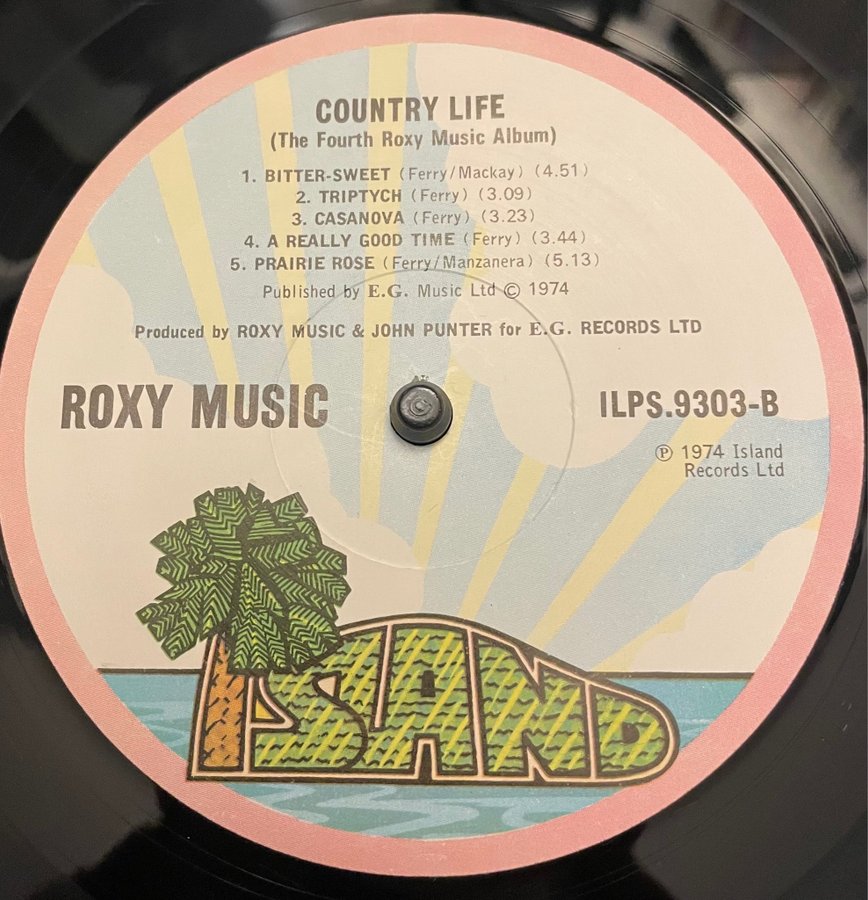 COUNTRY LIFE
(The Fourth Roxy Music Album)
1. BITTER-SWEET (Ferry/Mackay) (4.51)
2. TRIPTYCH (Ferry) (3.09)
3. CASANOVA (Ferry) (3.23)
4. A REALLY GOOD TIME (Ferry) (3.44)
5. PRAIRIE ROSE (Ferry/Manzanera) (5.13)
Published by E.G. Music Ltd © 1974
Produced by ROXY MUSIC & JOHN PUNTER for E.G. RECORDS LTD
ROXY MUSIC
ILPS.9303-B
℗ 1974 Island
Records Ltd
ISLAND